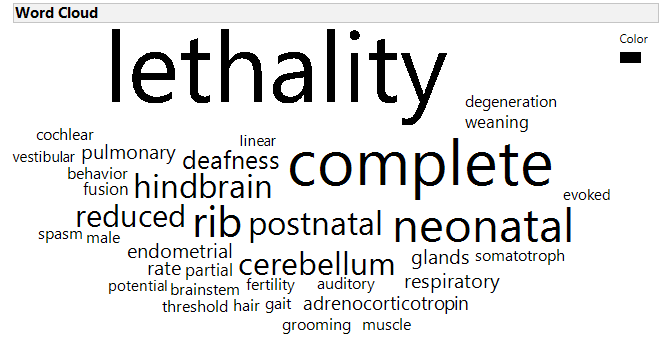 Word Cloud
Color
lethality
degeneration
weaning
cochlear
linear
vestibular pulmonary deafness complete
behavior
fusion hindbrain
evoked
reduced rib postnatal neonatal
spasm male
endometrial glands somatotroph
rate partial cerebellum respiratory
potential brainstem fertility auditory
threshold hair gait adrenocorticotropin
grooming muscle